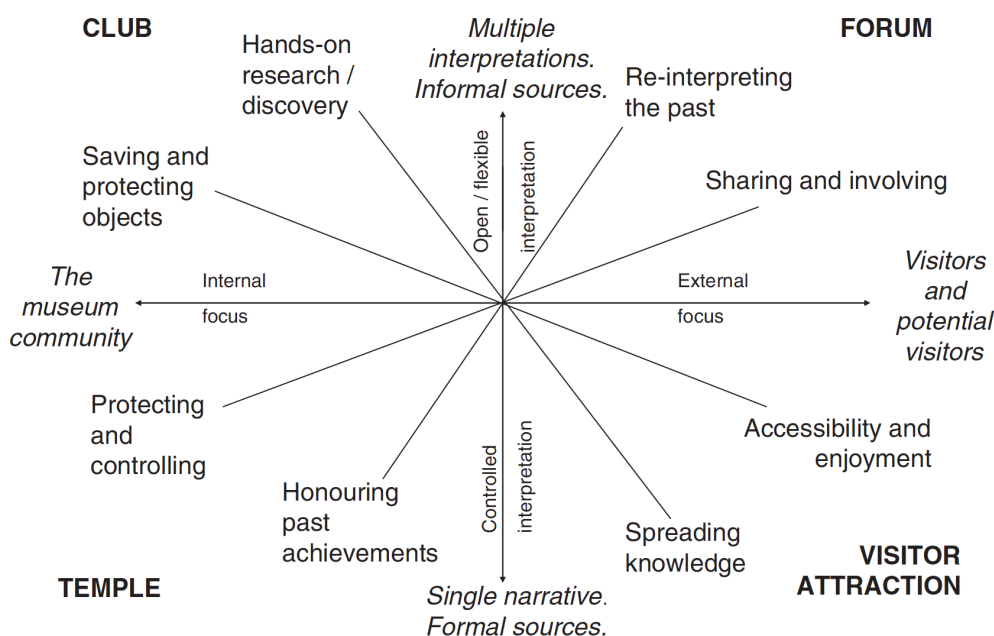 CLUB
Multiple
interpretations.
Informal sources.
FORUM
Hands-on
research /
discovery
Re-interpreting
the past
Saving and
protecting
objects
Open / flexible
interpretation
Sharing and involving
The
museum
community
Internal
focus
External
focus
Visitors
and
potential
visitors
Protecting
and
controlling
Controlled
interpretation
Accessibility and
enjoyment
Honouring
past
achievements
Spreading
knowledge
VISITOR
ATTRACTION
TEMPLE
Single narrative.
Formal sources.